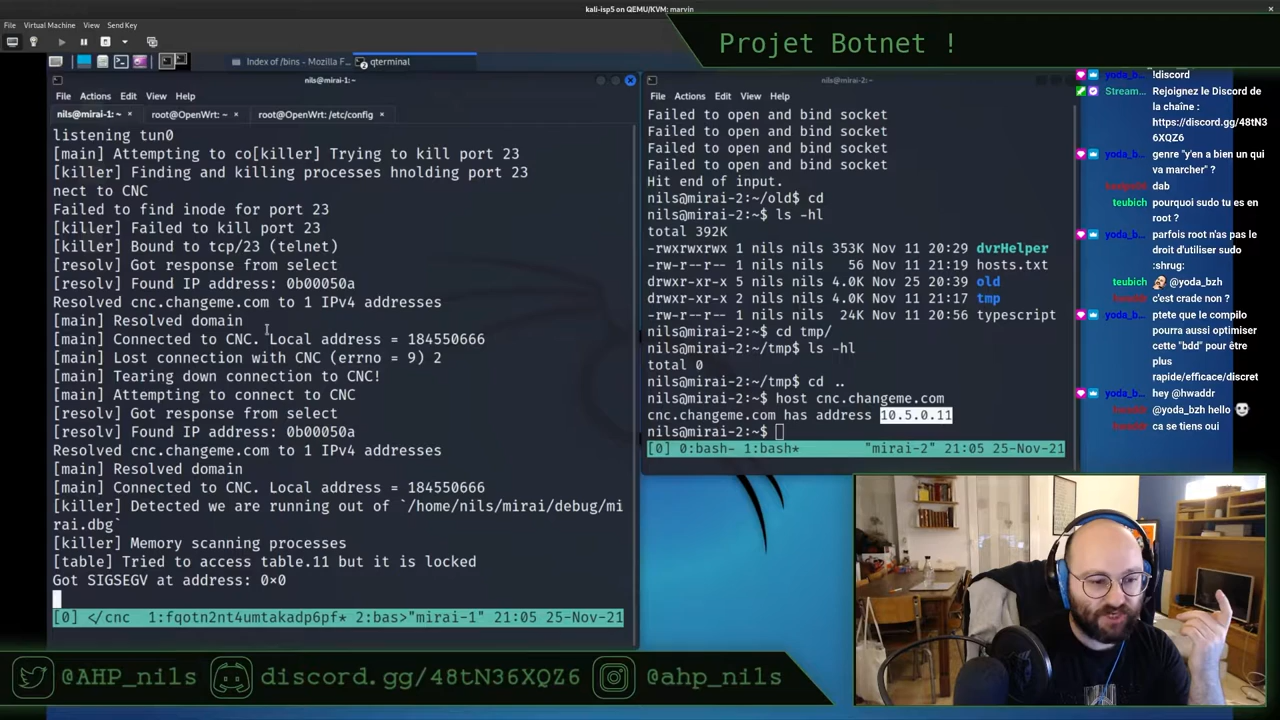 kali-isp5 on QEMU/KVM: marvin
File Virtual Machine View Send Key
Projet Botnet !
Index of /bins - Mozilla F...
qterminal
nils@mirai-1:~
File Actions Edit View Help
nils@mirai-1: ~
root@OpenWrt: ~
root@OpenWrt: /etc/config
listening tun0
[main] Attempting to co[killer] Trying to kill port 23
[killer] Finding and killing processes hnolding port 23
nect to CNC
Failed to find inode for port 23
[killer] Failed to kill port 23
[killer] Bound to tcp/23 (telnet)
[resolv] Got response from select
[resolv] Found IP address: 0b00050a
Resolved cnc.changeme.com to 1 IPv4 addresses
[main] Resolved domain
[main] Connected to CNC. Local address = 184550666
[main] Lost connection with CNC (errno = 9) 2
[main] Tearing down connection to CNC!
[main] Attempting to connect to CNC
[resolv] Got response from select
[resolv] Found IP address: 0b00050a
Resolved cnc.changeme.com to 1 IPv4 addresses
[main] Resolved domain
[main] Connected to CNC. Local address = 184550666
[killer] Detected we are running out of `/home/nils/mirai/debug/mi
rai.dbg`
[killer] Memory scanning processes
[table] Tried to access table.11 but it is locked
Got SIGSEGV at address: 0×0
[0] </cnc 1:fqotn2nt4umtakadp6pf* 2:bas>"mirai-1" 21:05 25-Nov-21
nils@mirai-2:~
File Actions Edit View Help
Failed to open and bind socket
Failed to open and bind socket
Failed to open and bind socket
Failed to open and bind socket
Hit end of input.
nils@mirai-2:~/old$ cd
nils@mirai-2:~$ ls -hl
total 392K
-rwxrwxrwx 1 nils nils 353K Nov 11 20:29 dvrHelper
-rw-r--r-- 1 nils nils 56 Nov 11 21:19 hosts.txt
drwxr-xr-x 5 nils nils 4.0K Nov 25 20:39 old
drwxr-xr-x 2 nils nils 4.0K Nov 11 21:17 tmp
-rw-r--r-- 1 nils nils 24K Nov 11 20:56 typescript
nils@mirai-2:~$ cd tmp/
nils@mirai-2:~/tmp$ ls -hl
total 0
nils@mirai-2:~/tmp$ cd ..
nils@mirai-2:~$ host cnc.changeme.com
cnc.changeme.com has address 10.5.0.11
nils@mirai-2:~$
[0] 0:bash- 1:bash* "mirai-2" 21:05 25-Nov-21
yoda_b... !discord
Stream... Rejoignez le Discord de
la chaîne :
https://discord.gg/48tN3
6XQZ6
yoda_b... genre "y'en a bien un qui
va marcher" ?
dab
teubich pourquoi sudo tu es en
root ?
yoda_b... parfois root n'as pas le
droit d'utiliser sudo
:shrug:
teubich @yoda_bzh
c'est crade non ?
yoda_b... ptete que le compilo
pourra aussi optimiser
cette "bdd" pour être
plus
rapide/efficace/discret
yoda_b... hey @hwaddr
@yoda_bzh hello
ca se tiens oui
@AHP_nils
discord.gg/48tN36XQZ6
@ahp_nils